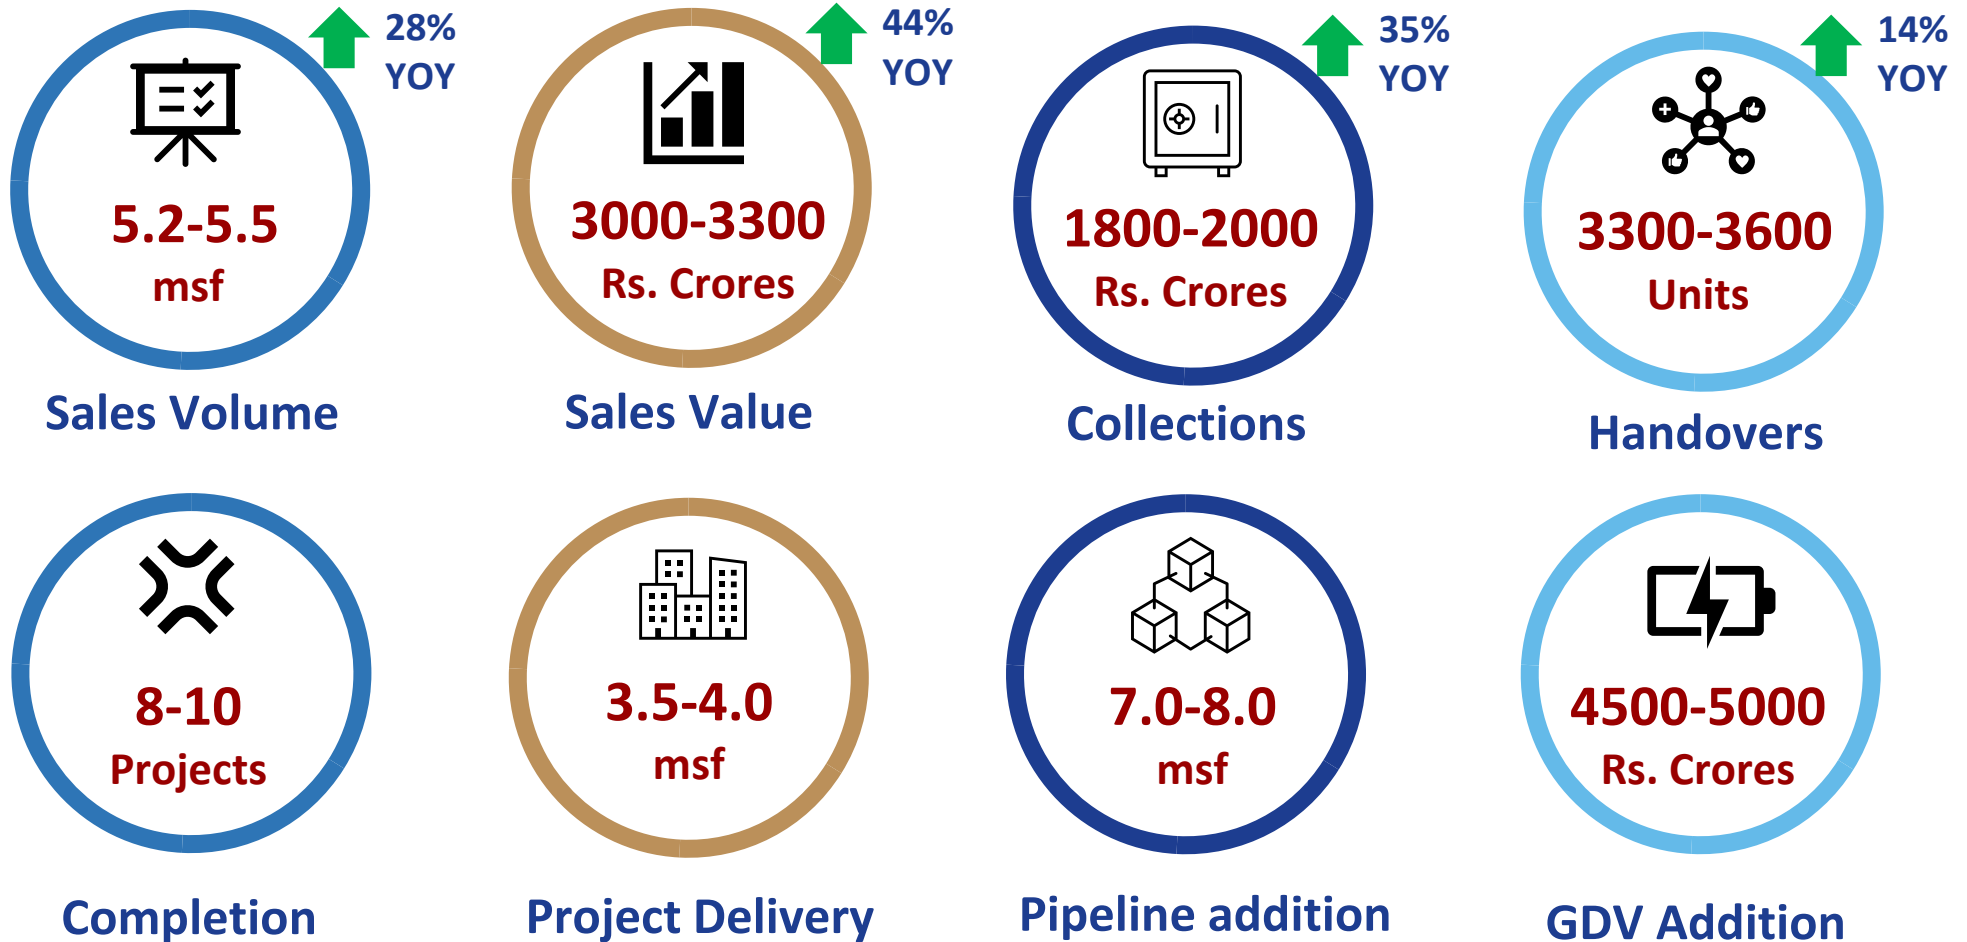 28%
YOY
5.2-5.5
msf
Sales Volume
44%
YOY
3000-3300
Rs. Crores
Sales Value
35%
YOY
1800-2000
Rs. Crores
Collections
14%
YOY
3300-3600
Units
Handovers
8-10
Projects
Completion
3.5-4.0
msf
Project Delivery
7.0-8.0
msf
Pipeline addition
4500-5000
Rs. Crores
GDV Addition